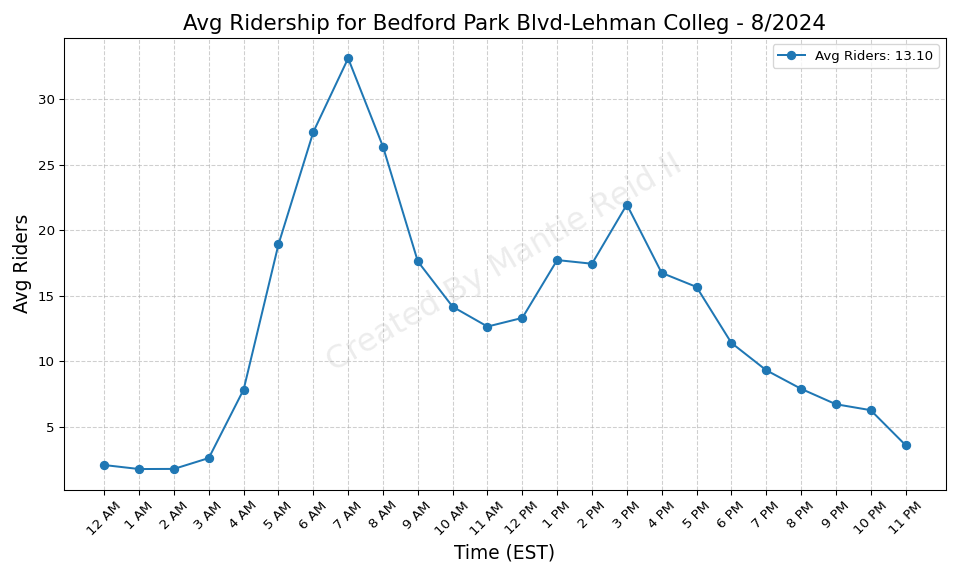 Avg Ridership for Bedford Park Blvd-Lehman Colleg - 8/2024
Avg Riders: 13.10
30
25
20
15
10
5
Avg Riders
Created By Mantie Reid II
12 AM
1 AM
2 AM
3 AM
4 AM
5 AM
6 AM
7 AM
8 AM
9 AM
10 AM
11 AM
12 PM
1 PM
2 PM
3 PM
4 PM
5 PM
6 PM
7 PM
8 PM
9 PM
10 PM
11 PM
Time (EST)